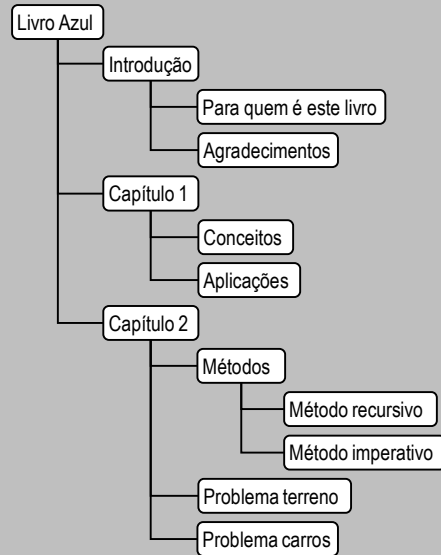 Livro Azul
Introdução
Para quem é este livro
Agradecimentos
Capítulo 1
Conceitos
Aplicações
Capítulo 2
Métodos
Método recursivo
Método imperativo
Problema terreno
Problema carros